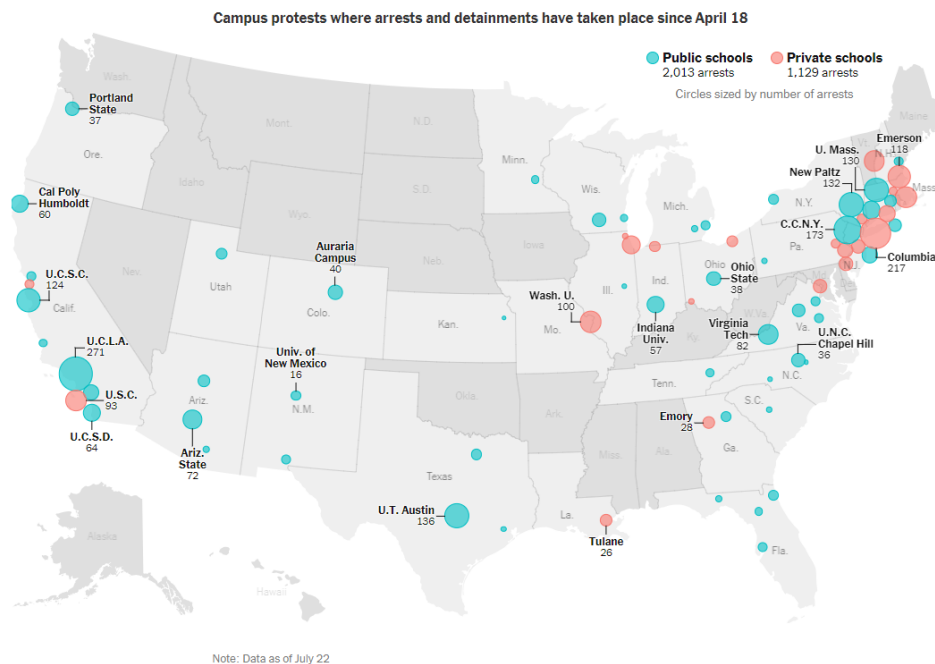 Campus protests where arrests and detainments have taken place since April 18
Public schools
2,013 arrests
Private schools
1,129 arrests
Circles sized by number of arrests
Wash.
Portland
State
37
Ore.
Mont.
Idaho
N.D.
S.D.
Wyo.
Minn.
Wis.
Mich.
Maine
Vt.
N.H.
Emerson
118
U. Mass.
130
Mass.
New Paltz
132
N.Y.
C.C.N.Y.
173
Columbia
217
Pa.
N.J.
Md.
Del.
Cal Poly
Humboldt
60
U.C.S.C.
124
Calif.
Nev.
Utah
Auraria
Campus
40
Colo.
Neb.
Iowa
Kan.
Ill.
Ind.
Ohio
Ohio
State
38
Wash. U.
100
Mo.
Indiana
Univ.
57
Ky.
W.Va.
Va.
Virginia
Tech
82
U.N.C.
Chapel Hill
36
N.C.
U.C.L.A.
271
U.S.C.
93
U.C.S.D.
64
Ariz.
Ariz.
State
72
Univ. of
New Mexico
16
N.M.
Okla.
Ark.
Tenn.
S.C.
Emory
28
Ga.
Miss.
Ala.
Texas
U.T. Austin
136
La.
Tulane
26
Fla.
Alaska
Hawaii
Note: Data as of July 22